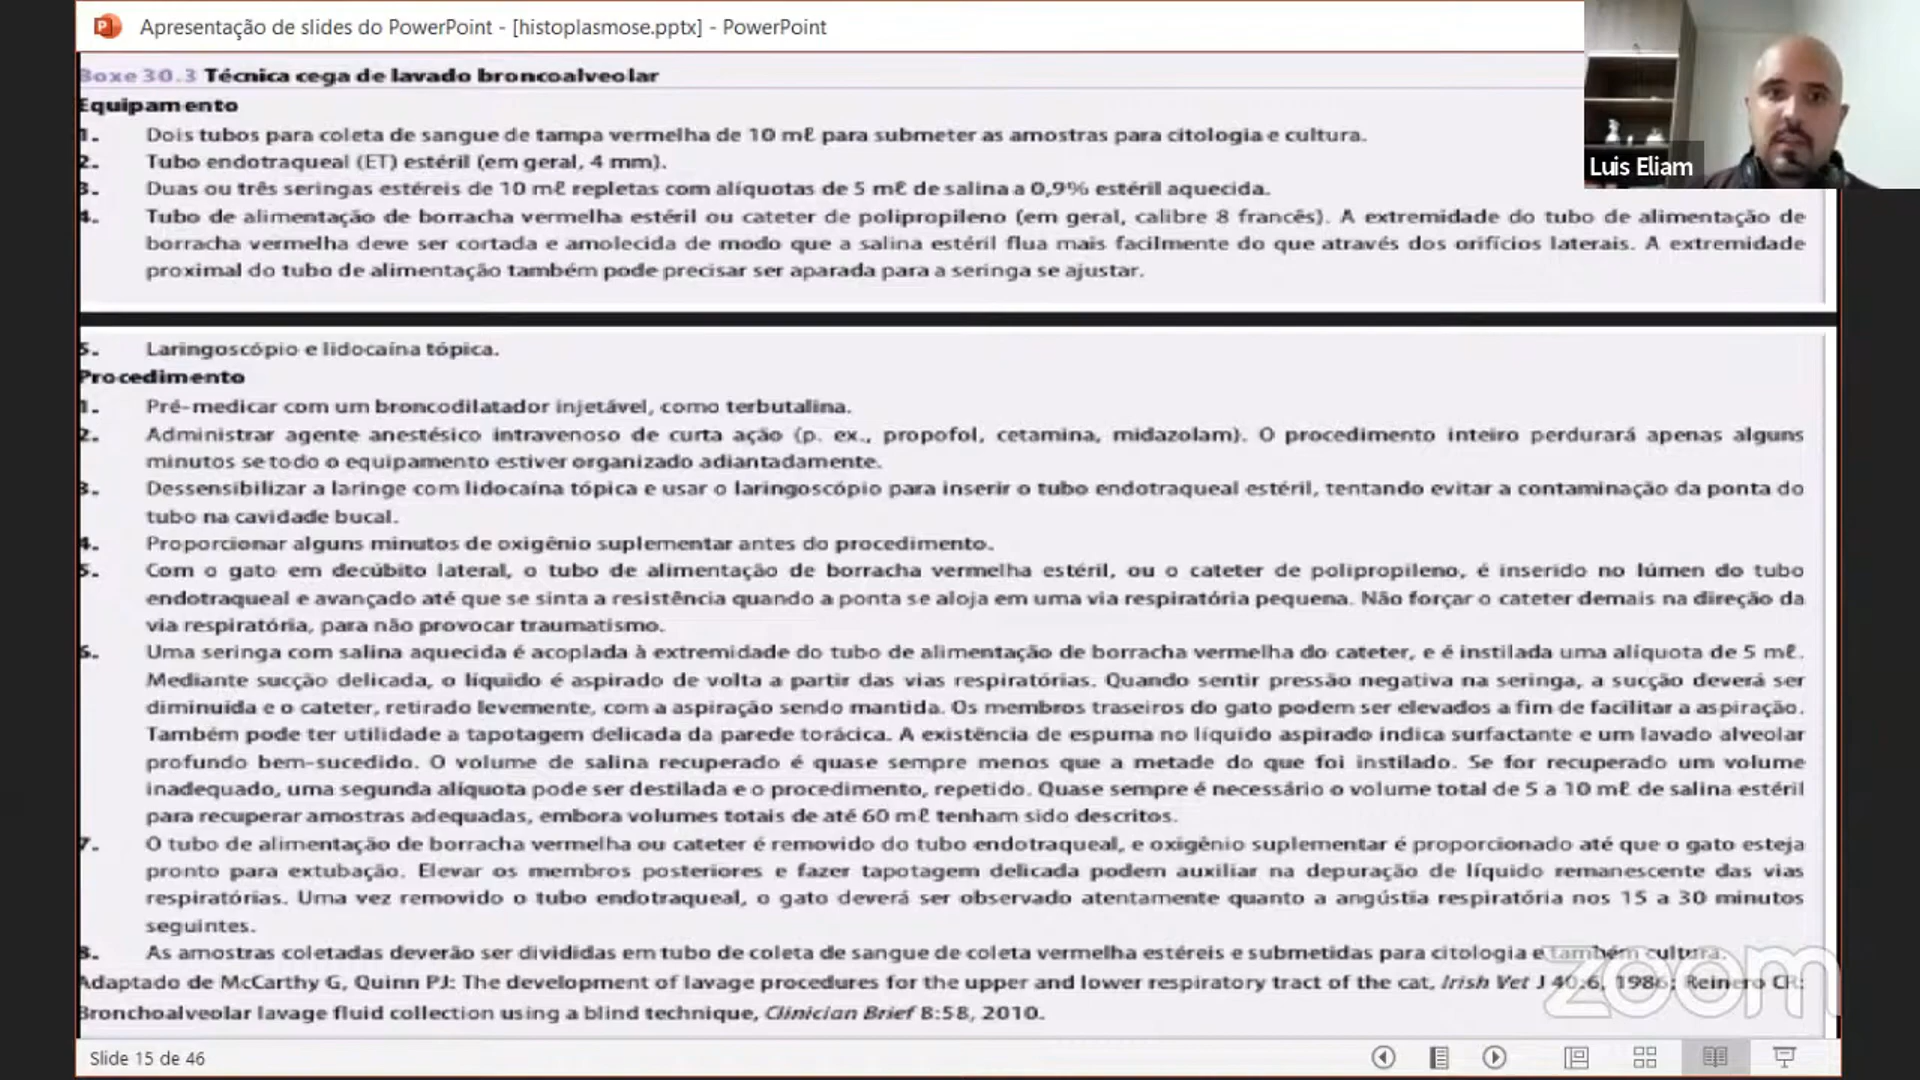 Apresentação de slides do PowerPoint - [histoplasmose.pptx] - PowerPoint
Luis Eliam
Boxe 30.3 Técnica cega de lavado broncoalveolar
Equipamento
1. Dois tubos para coleta de sangue de tampa vermelha de 10 mℓ para submeter as amostras para citologia e cultura.
2. Tubo endotraqueal (ET) estéril (em geral, 4 mm).
3. Duas ou três seringas estéreis de 10 mℓ repletas com alíquotas de 5 mℓ de salina a 0,9% estéril aquecida.
4. Tubo de alimentação de borracha vermelha estéril ou cateter de polipropileno (em geral, calibre 8 francês). A extremidade do tubo de alimentação de
borracha vermelha deve ser cortada e amolecida de modo que a salina estéril flua mais facilmente do que através dos orifícios laterais. A extremidade
proximal do tubo de alimentação também pode precisar ser aparada para a seringa se ajustar.
5. Laringoscópio e lidocaína tópica.
Procedimento
1. Pré-medicar com um broncodilatador injetável, como terbutalina.
2. Administrar agente anestésico intravenoso de curta ação (p. ex., propofol, cetamina, midazolam). O procedimento inteiro perdurará apenas alguns
minutos se todo o equipamento estiver organizado adiantadamente.
3. Dessensibilizar a laringe com lidocaína tópica e usar o laringoscópio para inserir o tubo endotraqueal estéril, tentando evitar a contaminação da ponta do
tubo na cavidade bucal.
4. Proporcionar alguns minutos de oxigênio suplementar antes do procedimento.
5. Com o gato em decúbito lateral, o tubo de alimentação de borracha vermelha estéril, ou o cateter de polipropileno, é inserido no lúmen do tubo
endotraqueal e avançado até que se sinta a resistência quando a ponta se aloja em uma via respiratória pequena. Não forçar o cateter demais na direção da
via respiratória, para não provocar traumatismo.
6. Uma seringa com salina aquecida é acoplada à extremidade do tubo de alimentação de borracha vermelha do cateter, e é instilada uma alíquota de 5 mℓ.
Mediante sucção delicada, o líquido é aspirado de volta a partir das vias respiratórias. Quando sentir pressão negativa na seringa, a sucção deverá ser
diminuída e o cateter, retirado levemente, com a aspiração sendo mantida. Os membros traseiros do gato podem ser elevados a fim de facilitar a aspiração.
Também pode ter utilidade a tapotagem delicada da parede torácica. A existência de espuma no líquido aspirado indica surfactante e um lavado alveolar
profundo bem-sucedido. O volume de salina recuperado é quase sempre menos que a metade do que foi instilado. Se for recuperado um volume
inadequado, uma segunda alíquota pode ser destilada e o procedimento, repetido. Quase sempre é necessário o volume total de 5 a 10 mℓ de salina estéril
para recuperar amostras adequadas, embora volumes totais de até 60 mℓ tenham sido descritos.
7. O tubo de alimentação de borracha vermelha ou cateter é removido do tubo endotraqueal, e oxigênio suplementar é proporcionado até que o gato esteja
pronto para extubação. Elevar os membros posteriores e fazer tapotagem delicada podem auxiliar na depuração de líquido remanescente das vias
respiratórias. Uma vez removido o tubo endotraqueal, o gato deverá ser observado atentamente quanto a angústia respiratória nos 15 a 30 minutos
seguintes.
8. As amostras coletadas deverão ser divididas em tubo de coleta de sangue de coleta vermelha estéreis e submetidas para citologia e também cultura.
Adaptado de McCarthy G, Quinn PJ: The development of lavage procedures for the upper and lower respiratory tract of the cat, Irish Vet J 40:6, 1986; Reinero CR:
Bronchoalveolar lavage fluid collection using a blind technique, Clinician Brief 8:58, 2010.
zoom
Slide 15 de 46